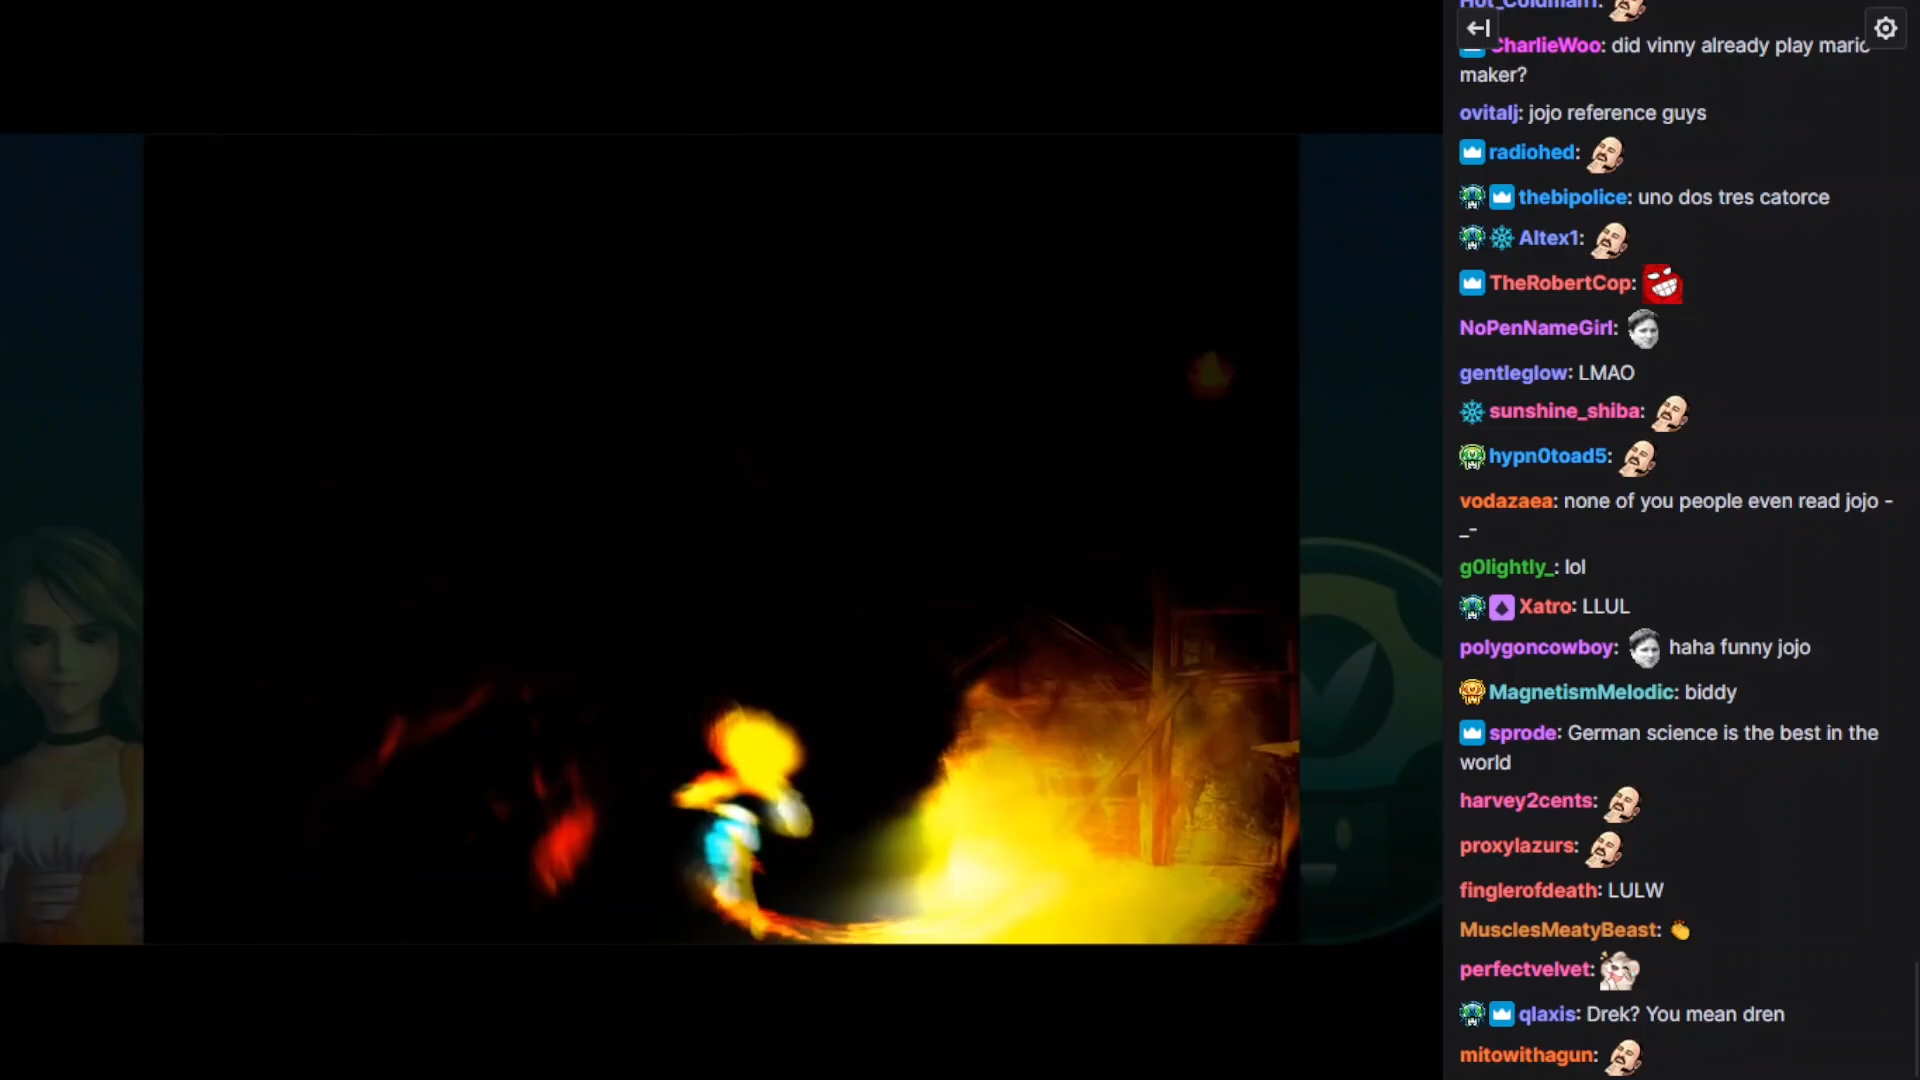 Hot_Coldman1:
CharlieWoo: did vinny already play mario
maker?
ovitalj: jojo reference guys
radiohed:
thebipolice: uno dos tres catorce
Altex1:
TheRobertCop:
NoPenNameGirl:
gentleglow: LMAO
sunshine_shiba:
hypn0toad5:
vodazaea: none of you people even read jojo -
_-
g0lightly_: lol
Xatro: LLUL
polygoncowboy: haha funny jojo
MagnetismMelodic: biddy
sprode: German science is the best in the
world
harvey2cents:
proxylazurs:
finglerofdeath: LULW
MusclesMeatyBeast:
perfectvelvet:
qlaxis: Drek? You mean dren
mitowithagun: